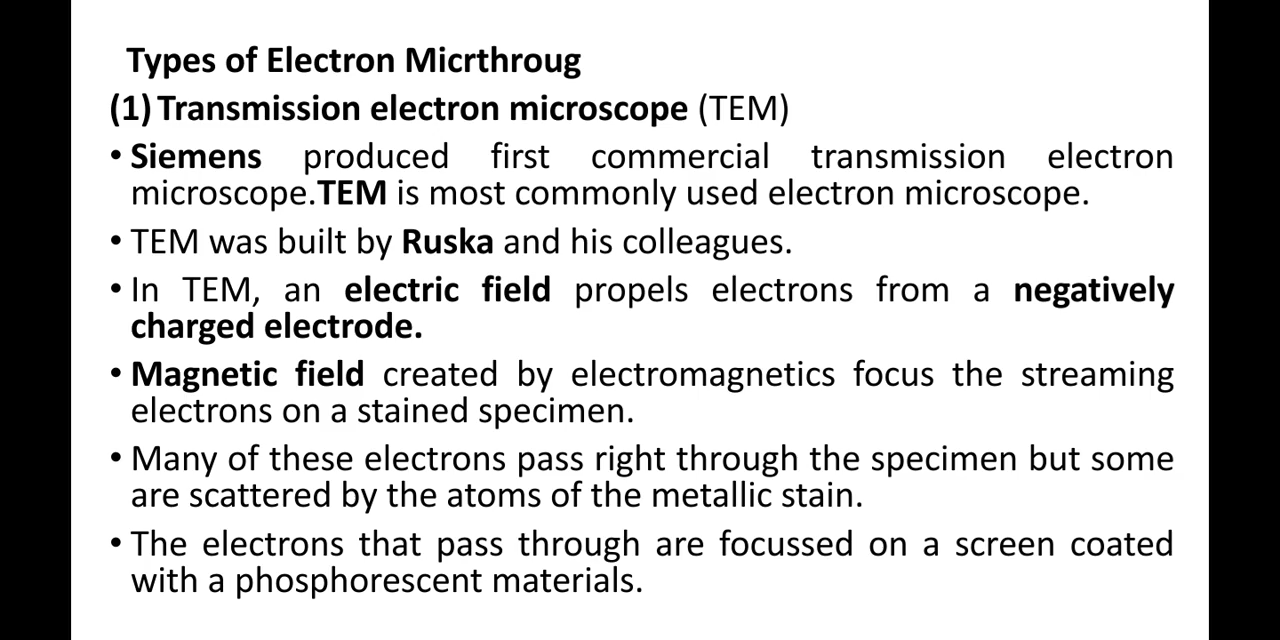 Types of Electron Micrthroug
(1) Transmission electron microscope (TEM)
• Siemens produced first commercial transmission electron
microscope.TEM is most commonly used electron microscope.
• TEM was built by Ruska and his colleagues.
• In TEM, an electric field propels electrons from a negatively
charged electrode.
• Magnetic field created by electromagnetics focus the streaming
electrons on a stained specimen.
• Many of these electrons pass right through the specimen but some
are scattered by the atoms of the metallic stain.
• The electrons that pass through are focussed on a screen coated
with a phosphorescent materials.